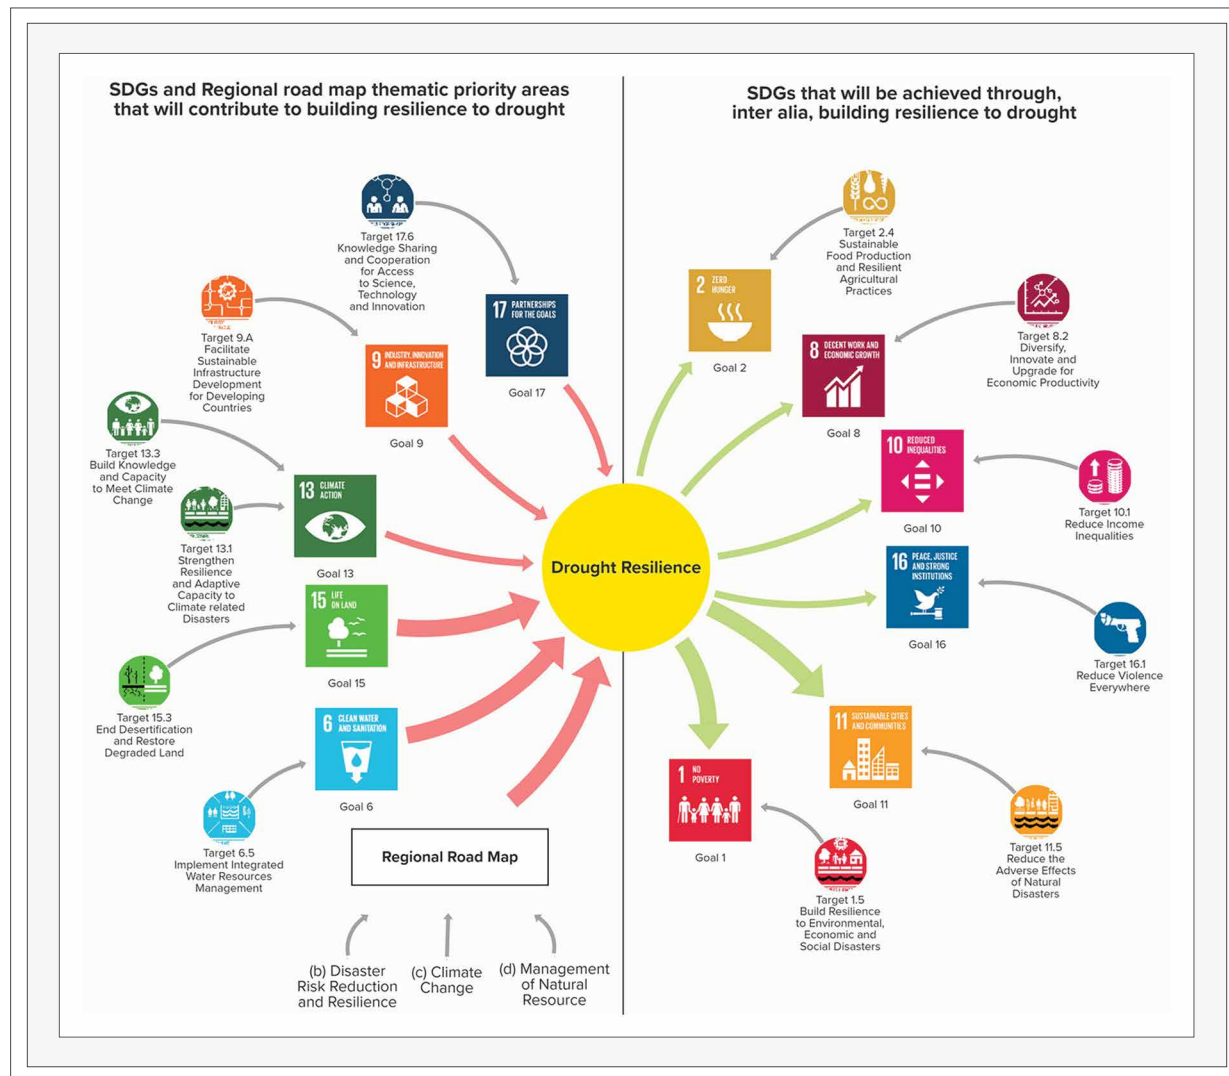 SDGs and Regional road map thematic priority areas
that will contribute to building resilience to drought
SDGs that will be achieved through,
inter alia, building resilience to drought
Target 17.6
Knowledge Sharing
and Cooperation
for Access
to Science,
Technology
and Innovation
17 PARTNERSHIPS
FOR THE GOALS
Goal 17
Target 9.A
Facilitate
Sustainable
Infrastructure
Development
for Developing
Countries
9 INDUSTRY, INNOVATION
AND INFRASTRUCTURE
Goal 9
Target 13.3
Build Knowledge
and Capacity
to Meet Climate
Change
Target 13.1
Strengthen
Resilience
and Adaptive
Capacity to
Climate related
Disasters
13 CLIMATE
ACTION
Goal 13
15 LIFE
ON LAND
Goal 15
Target 15.3
End Desertification
and Restore
Degraded Land
6 CLEAN WATER
AND SANITATION
Goal 6
Target 6.5
Implement Integrated
Water Resources
Management
Regional Road Map
(b) Disaster
Risk Reduction
and Resilience
(c) Climate
Change
(d) Management
of Natural
Resource
Drought Resilience
Target 2.4
Sustainable
Food Production
and Resilient
Agricultural
Practices
2 ZERO
HUNGER
Goal 2
Target 8.2
Diversify,
Innovate and
Upgrade for
Economic Productivity
8 DECENT WORK AND
ECONOMIC GROWTH
Goal 8
10 REDUCED
INEQUALITIES
Goal 10
Target 10.1
Reduce Income
Inequalities
16 PEACE, JUSTICE
AND STRONG
INSTITUTIONS
Goal 16
Target 16.1
Reduce Violence
Everywhere
11 SUSTAINABLE CITIES
AND COMMUNITIES
Goal 11
Target 11.5
Reduce the
Adverse Effects
of Natural
Disasters
1 NO
POVERTY
Goal 1
Target 1.5
Build Resilience
to Environmental,
Economic and
Social Disasters